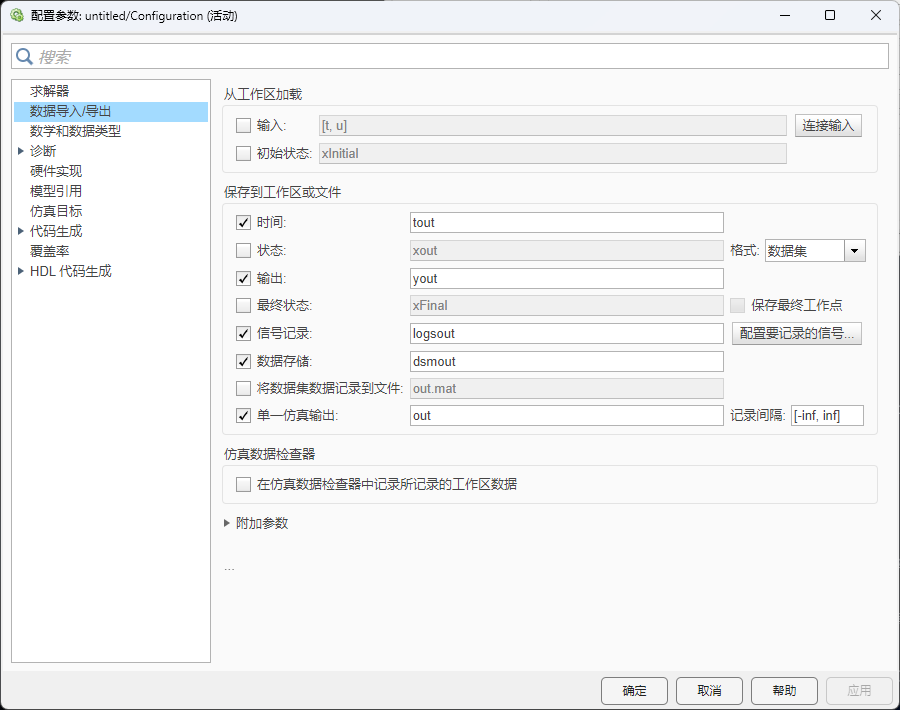 配置参数: untitled/Configuration (活动)
搜索
求解器
数据导入/导出
数学和数据类型
诊断
硬件实现
模型引用
仿真目标
代码生成
覆盖率
HDL 代码生成
从工作区加载
输入: [t, u] 连接输入
初始状态: xInitial
保存到工作区或文件
时间: tout
状态: xout 格式: 数据集
输出: yout
最终状态: xFinal 保存最终工作点
信号记录: logsout 配置要记录的信号...
数据存储: dsmout
将数据集数据记录到文件: out.mat
单一仿真输出: out 记录间隔: [-inf, inf]
仿真数据检查器
在仿真数据检查器中记录所记录的工作区数据
附加参数
...
确定 取消 帮助 应用